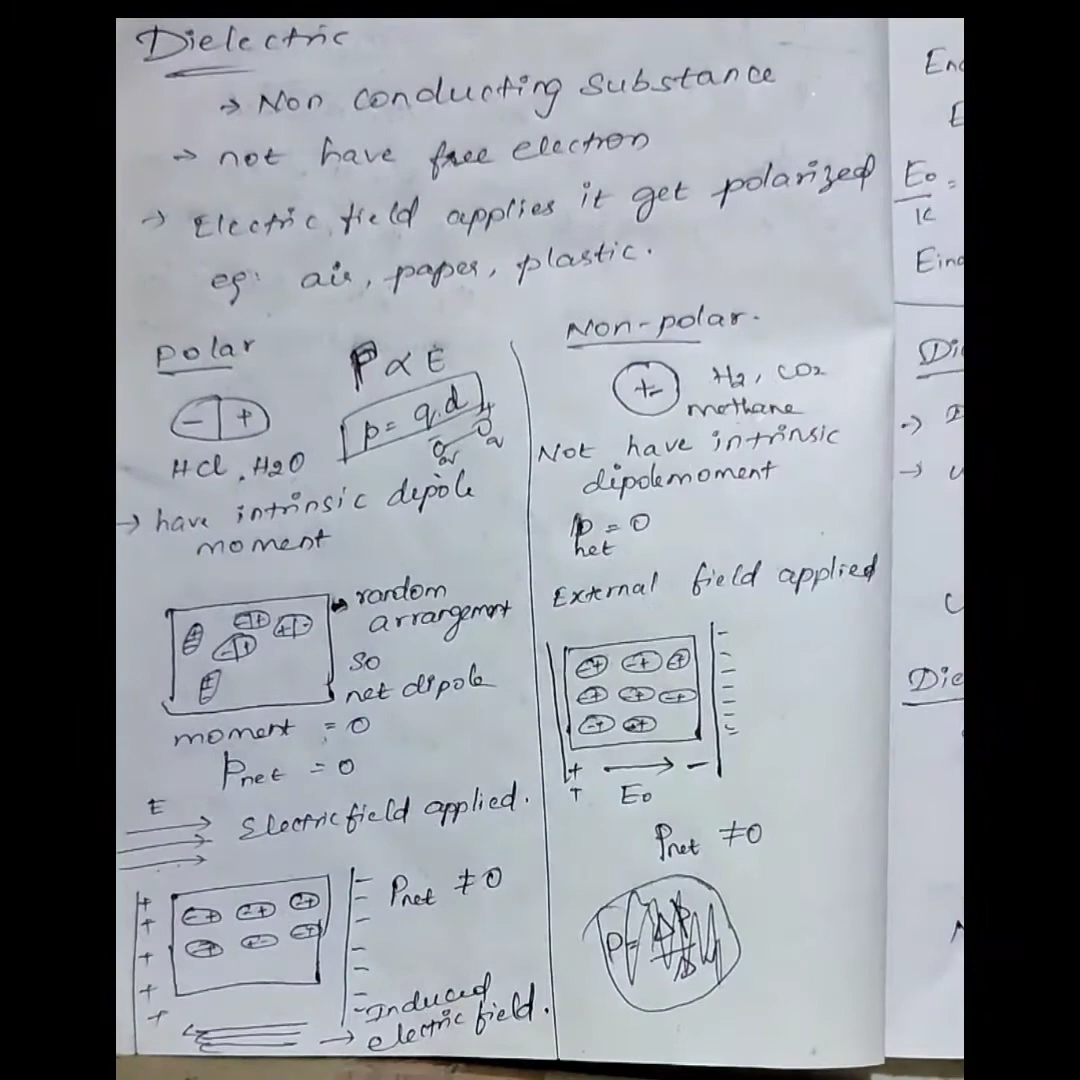 Dielectric
→ Non conducting substance
→ not have free electron
→ Electric field applies it get polarized
eg: air, paper, plastic.
Polar
P ∝ E
- +
p = q.d
HCl, H2O
→ have intrinsic depole
moment
random
arrangement
so
net dipole
moment = 0
Pnet = 0
E
Electric field applied.
+
+
+
+
+
Pnet ≠ 0
Induced
→ electric field.
Non-polar.
+-
H2, CO2
methane
Not have intrinsic
dipolemoment
p = 0
net
External field applied
+ → -
+ E0
Pnet ≠ 0
E0
K
=
Die